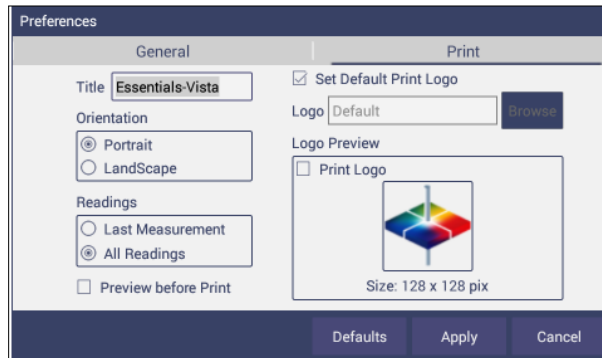 Preferences
General
Print
Title Essentials-Vista
Orientation
Portrait
LandScape
Readings
Last Measurement
All Readings
Preview before Print
Set Default Print Logo
Logo Default Browse
Logo Preview
Print Logo
Size: 128 x 128 pix
Defaults
Apply
Cancel